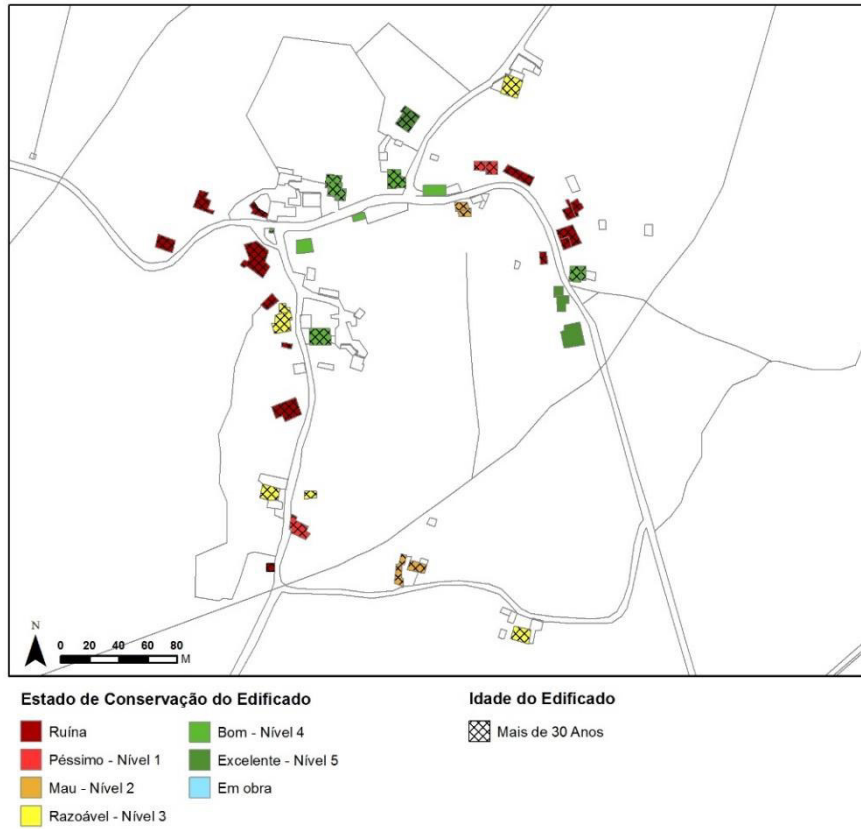 N
0 20 40 60 80
M
Estado de Conservação do Edificado
Ruína
Péssimo - Nível 1
Mau - Nível 2
Razoável - Nível 3
Bom - Nível 4
Excelente - Nível 5
Em obra
Idade do Edificado
Mais de 30 Anos